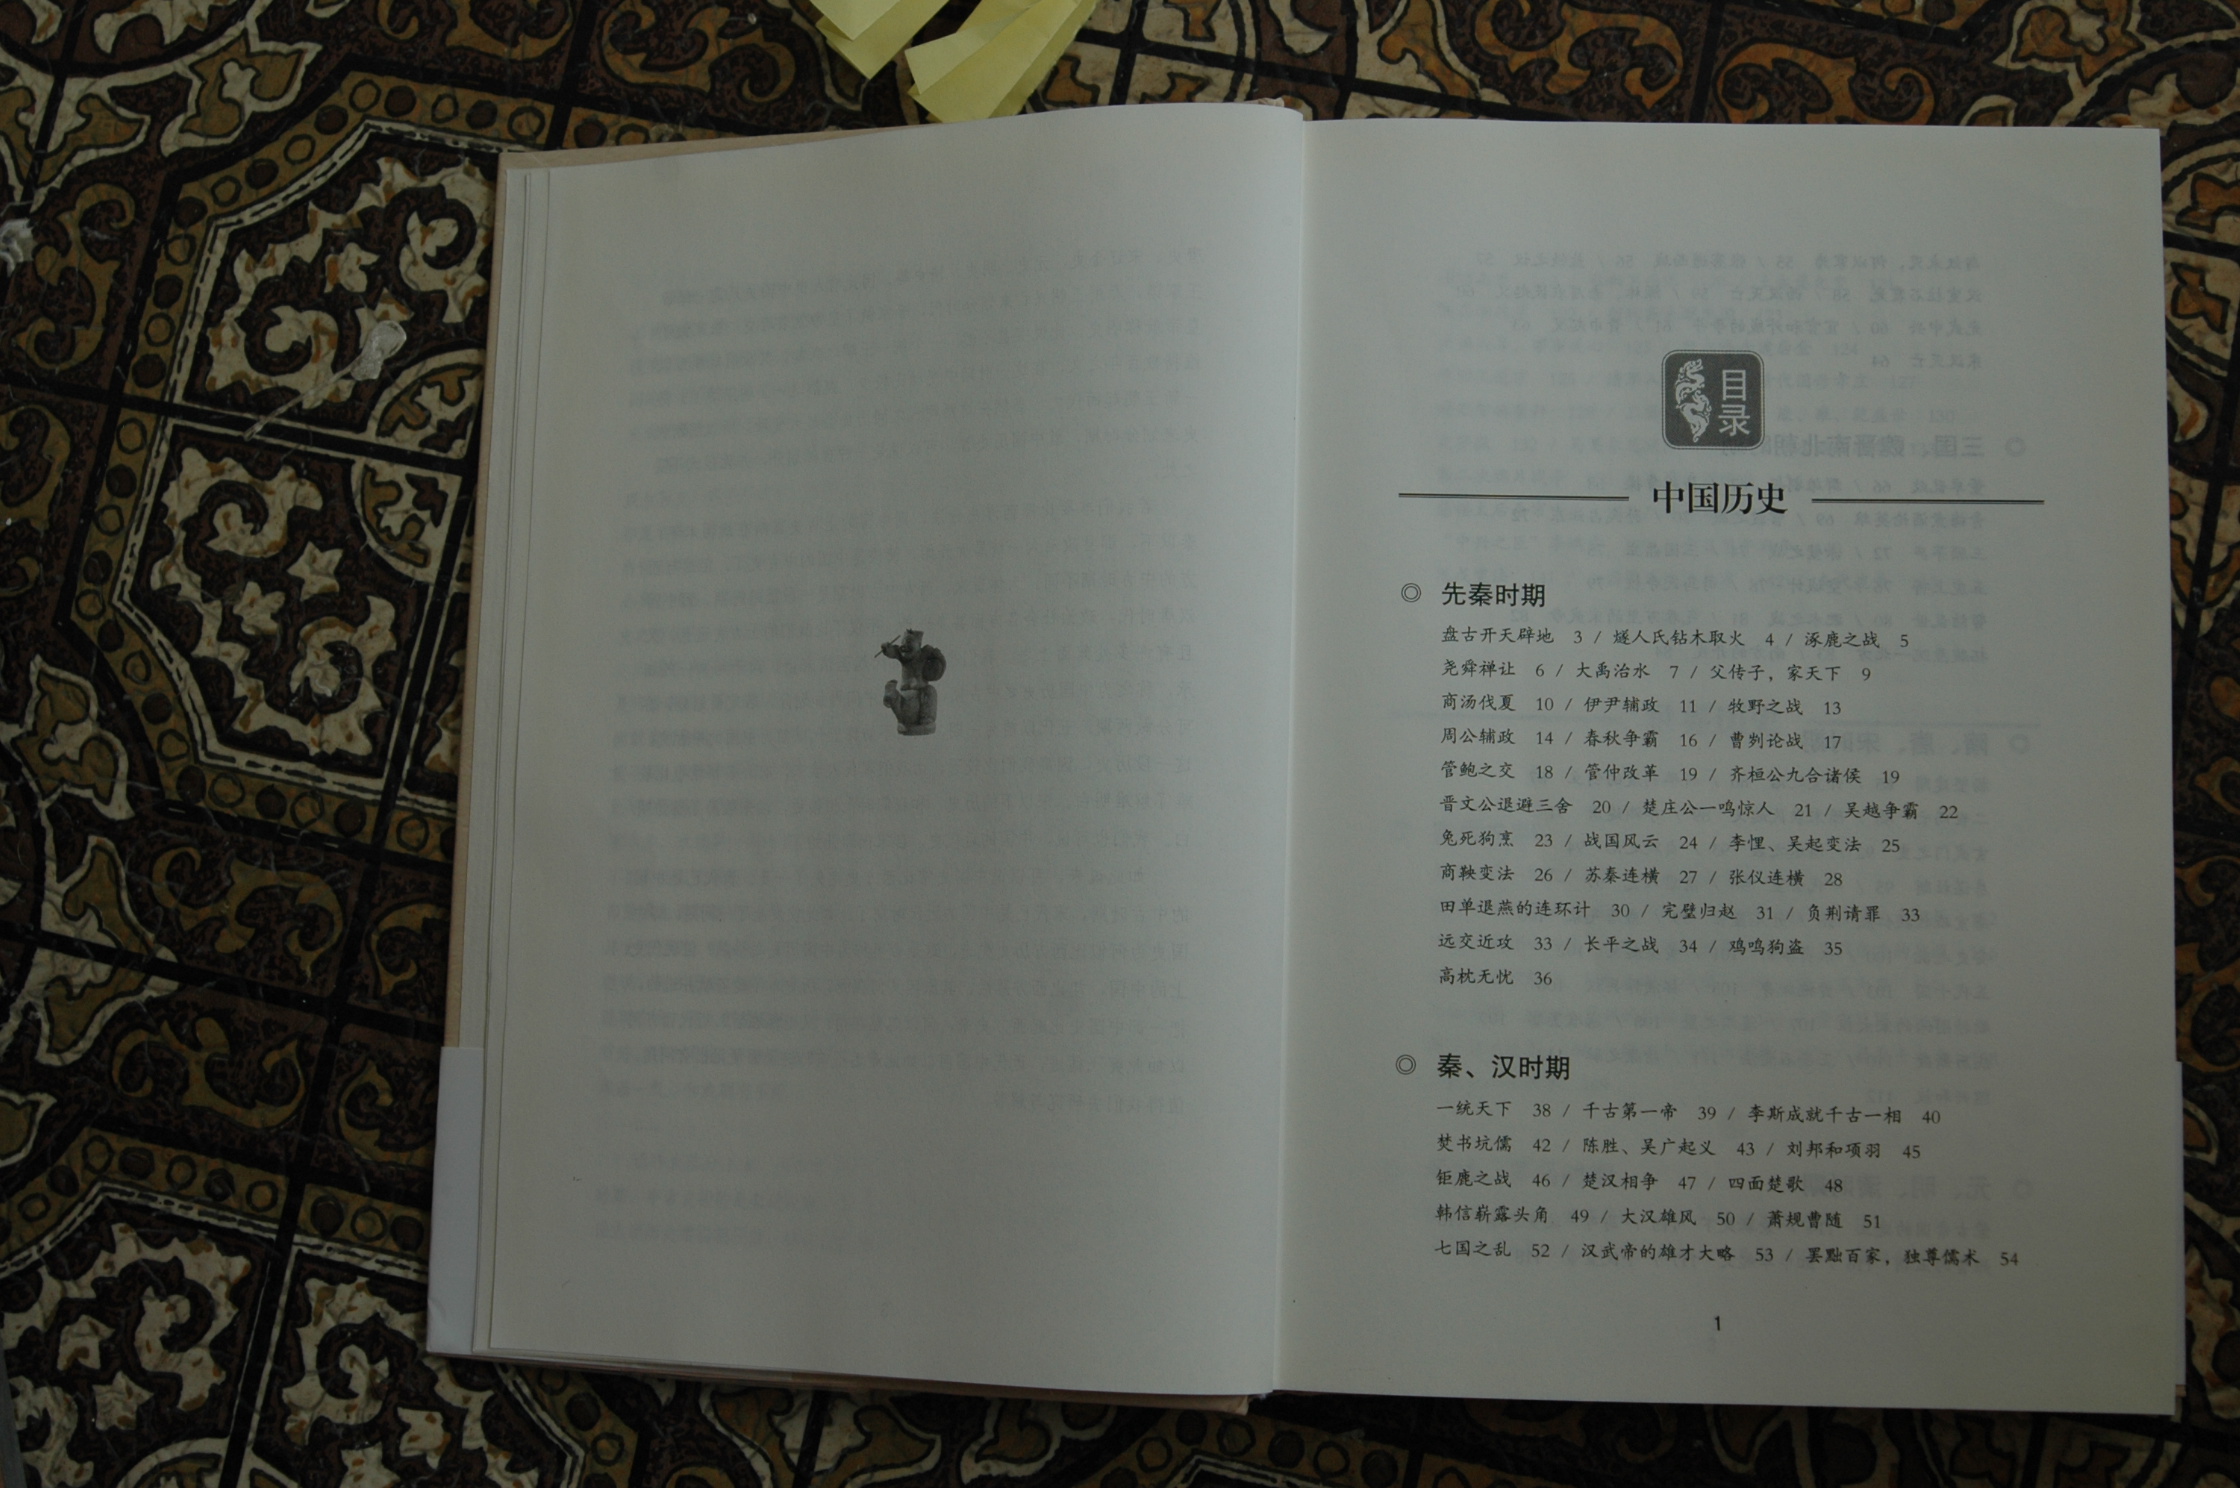 目录
中国历史
◎ 先秦时期
盘古开天辟地 3 / 燧人氏钻木取火 4 / 涿鹿之战 5
尧舜禅让 6 / 大禹治水 7 / 父传子，家天下 9
商汤伐夏 10 / 伊尹辅政 11 / 牧野之战 13
周公辅政 14 / 春秋争霸 16 / 曹刿论战 17
管鲍之交 18 / 管仲改革 19 / 齐桓公九合诸侯 19
晋文公退避三舍 20 / 楚庄公一鸣惊人 21 / 吴越争霸 22
兔死狗烹 23 / 战国风云 24 / 李悝、吴起变法 25
商鞅变法 26 / 苏秦连横 27 / 张仪连横 28
田单退燕的连环计 30 / 完璧归赵 31 / 负荆请罪 33
远交近攻 33 / 长平之战 34 / 鸡鸣狗盗 35
高枕无忧 36
◎ 秦、汉时期
一统天下 38 / 千古第一帝 39 / 李斯成就千古一相 40
焚书坑儒 42 / 陈胜、吴广起义 43 / 刘邦和项羽 45
钜鹿之战 46 / 楚汉相争 47 / 四面楚歌 48
韩信崭露头角 49 / 大汉雄风 50 / 萧规曹随 51
七国之乱 52 / 汉武帝的雄才大略 53 / 罢黜百家，独尊儒术 54
1